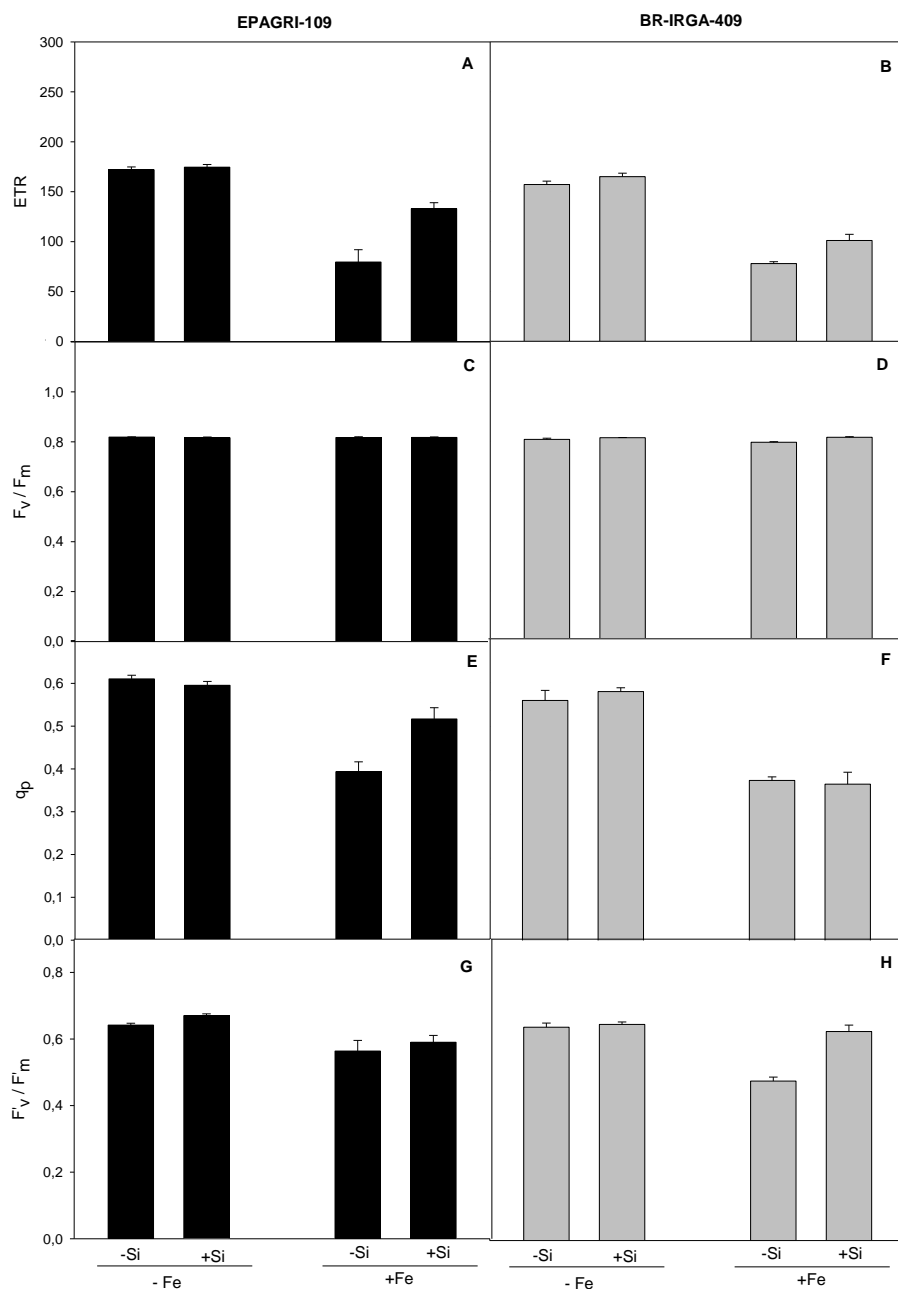 EPAGRI-109
BR-IRGA-409
300
250
200
150
100
50
0
ETR
A
B
1,0
0,8
0,6
0,4
0,2
0,0
Fv / Fm
C
D
0,6
0,5
0,4
0,3
0,2
0,1
0,0
qp
E
F
0,8
0,6
0,4
0,2
0,0
F'v / F'm
G
H
-Si +Si -Si +Si -Si +Si -Si +Si
- Fe +Fe - Fe +Fe